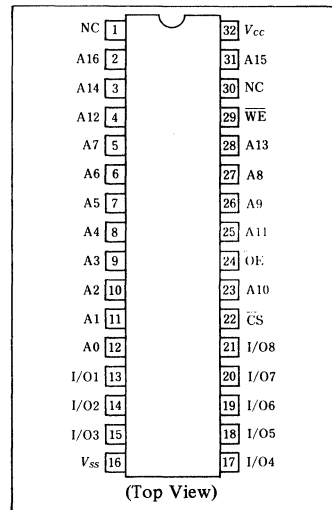 NC 1 32 Vcc
A16 2 31 A15
A14 3 30 NC
A12 4 29 W̅E̅
A7 5 28 A13
A6 6 27 A8
A5 7 26 A9
A4 8 25 A11
A3 9 24 O̅E̅
A2 10 23 A10
A1 11 22 C̅S̅
A0 12 21 I/O8
I/O1 13 20 I/O7
I/O2 14 19 I/O6
I/O3 15 18 I/O5
Vss 16 17 I/O4
(Top View)